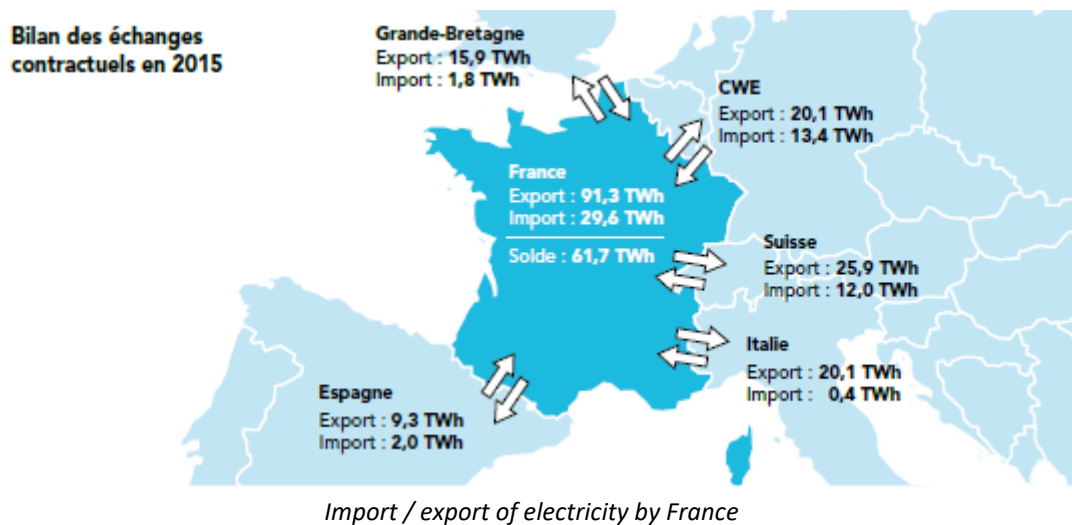 Bilan des échanges
contractuels en 2015
Grande-Bretagne
Export : 15,9 TWh
Import : 1,8 TWh
CWE
Export : 20,1 TWh
Import : 13,4 TWh
France
Export : 91,3 TWh
Import : 29,6 TWh
Solde : 61,7 TWh
Suisse
Export : 25,9 TWh
Import : 12,0 TWh
Italie
Export : 20,1 TWh
Import : 0,4 TWh
Espagne
Export : 9,3 TWh
Import : 2,0 TWh
Import / export of electricity by France